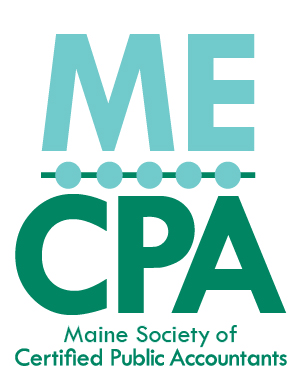 ME
CPA
Maine Society of
Certified Public Accountants